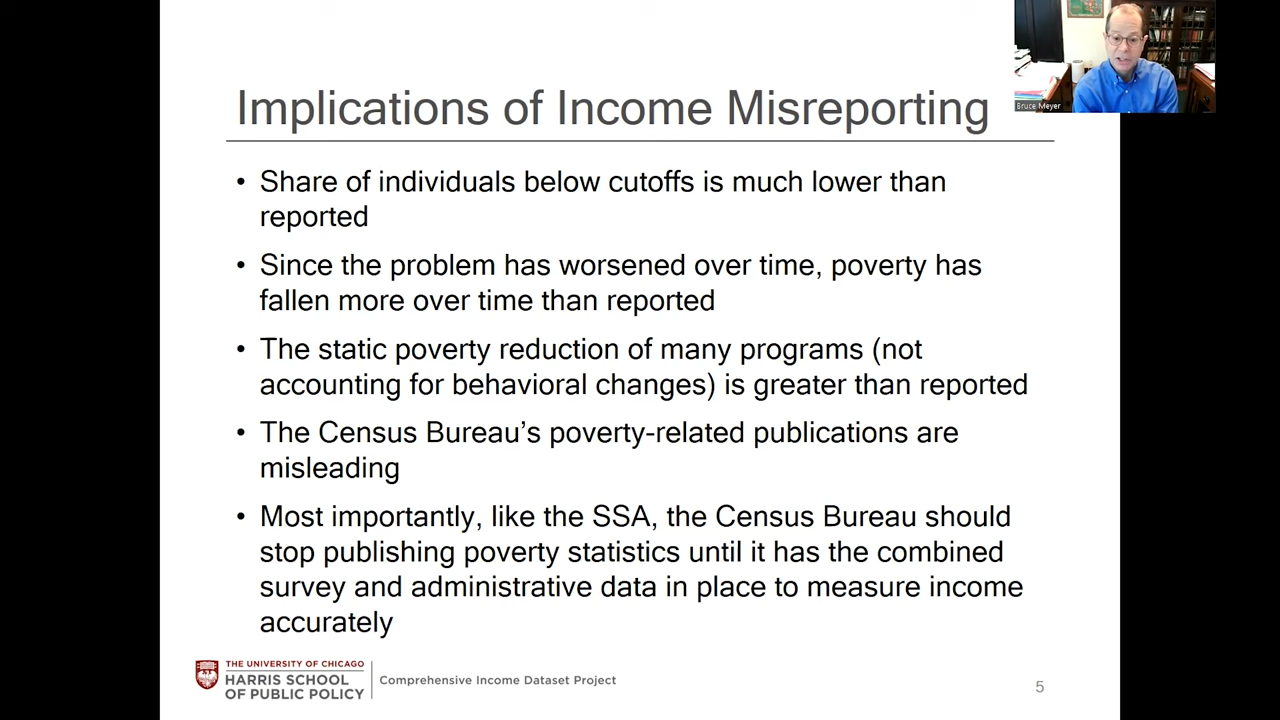 Bruce Meyer
Implications of Income Misreporting
• Share of individuals below cutoffs is much lower than
reported
• Since the problem has worsened over time, poverty has
fallen more over time than reported
• The static poverty reduction of many programs (not
accounting for behavioral changes) is greater than reported
• The Census Bureau’s poverty-related publications are
misleading
• Most importantly, like the SSA, the Census Bureau should
stop publishing poverty statistics until it has the combined
survey and administrative data in place to measure income
accurately
THE UNIVERSITY OF CHICAGO
HARRIS SCHOOL
OF PUBLIC POLICY
Comprehensive Income Dataset Project
5